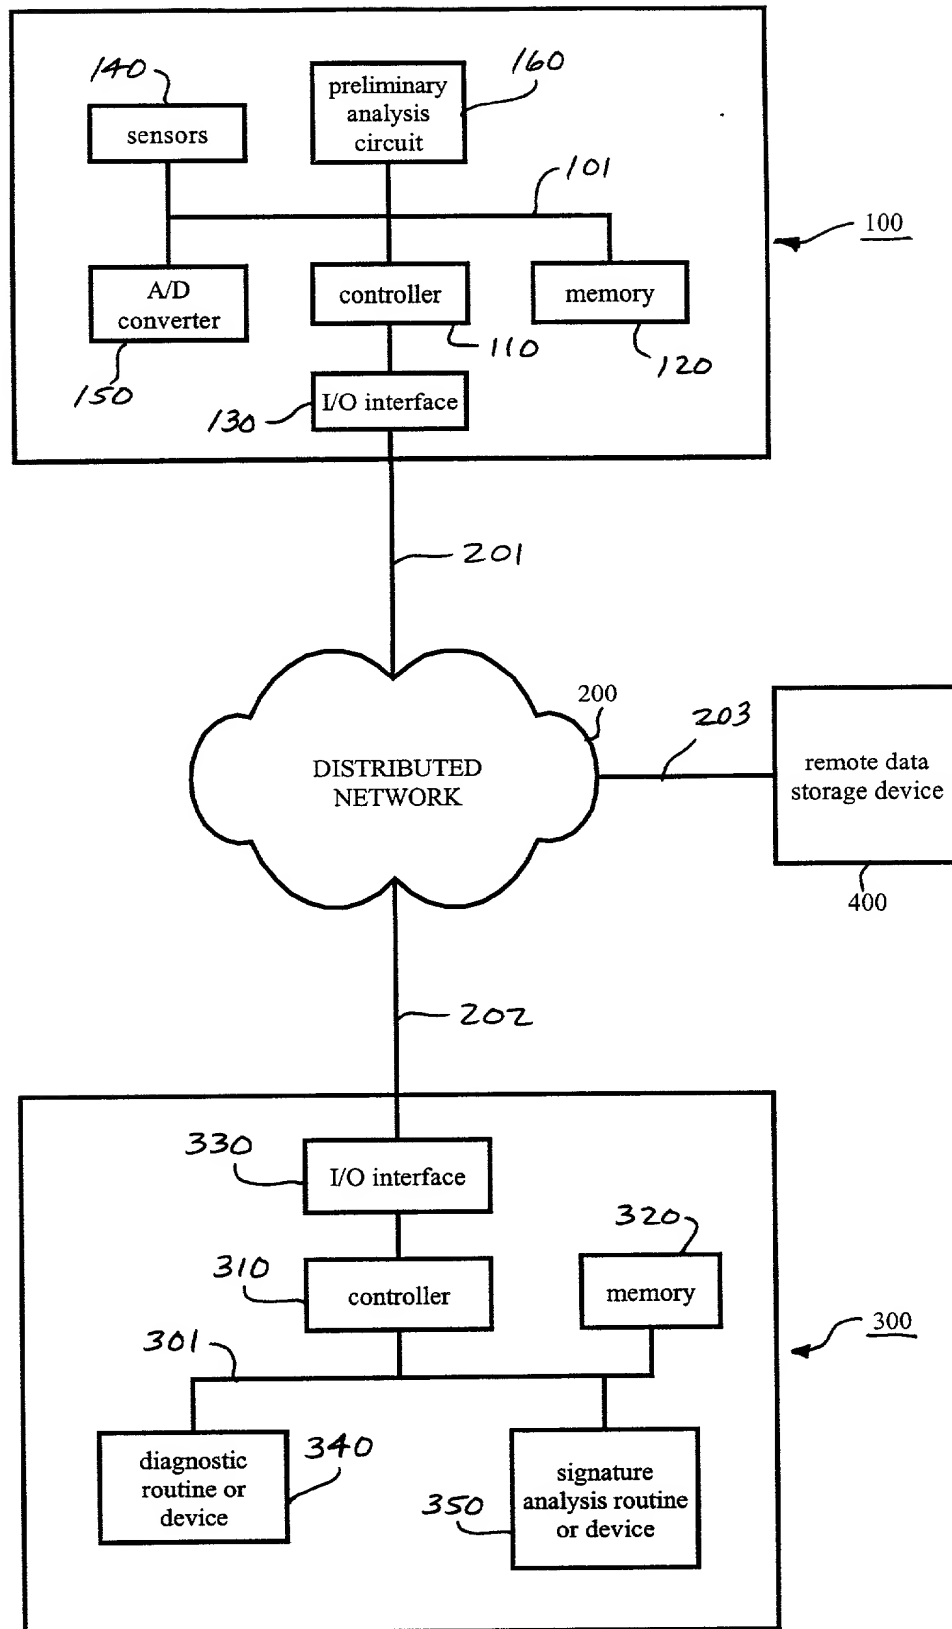 140
160
preliminary
analysis
circuit
sensors
101
100
A/D
converter
controller
memory
150
110
120
130
I/O interface
201
200
203
DISTRIBUTED
NETWORK
remote data
storage device
400
202
330
I/O interface
320
310
controller
memory
301
300
diagnostic
routine or
device
340
signature
analysis routine
or device
350